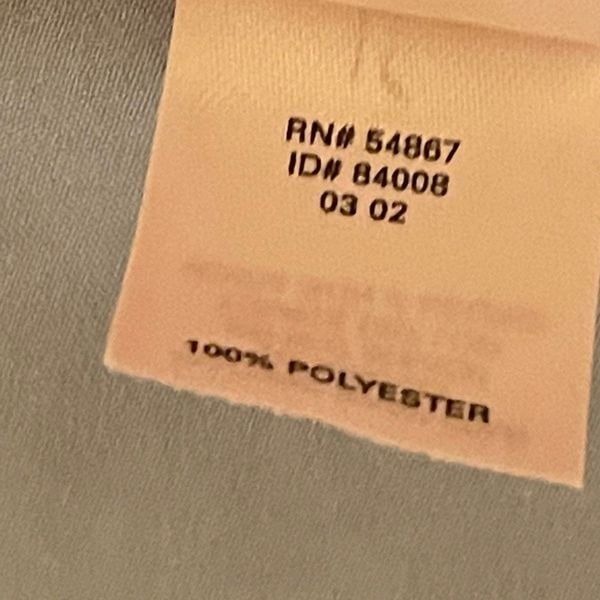 RN# 54867
ID# 84008
03 02
100% POLYESTER